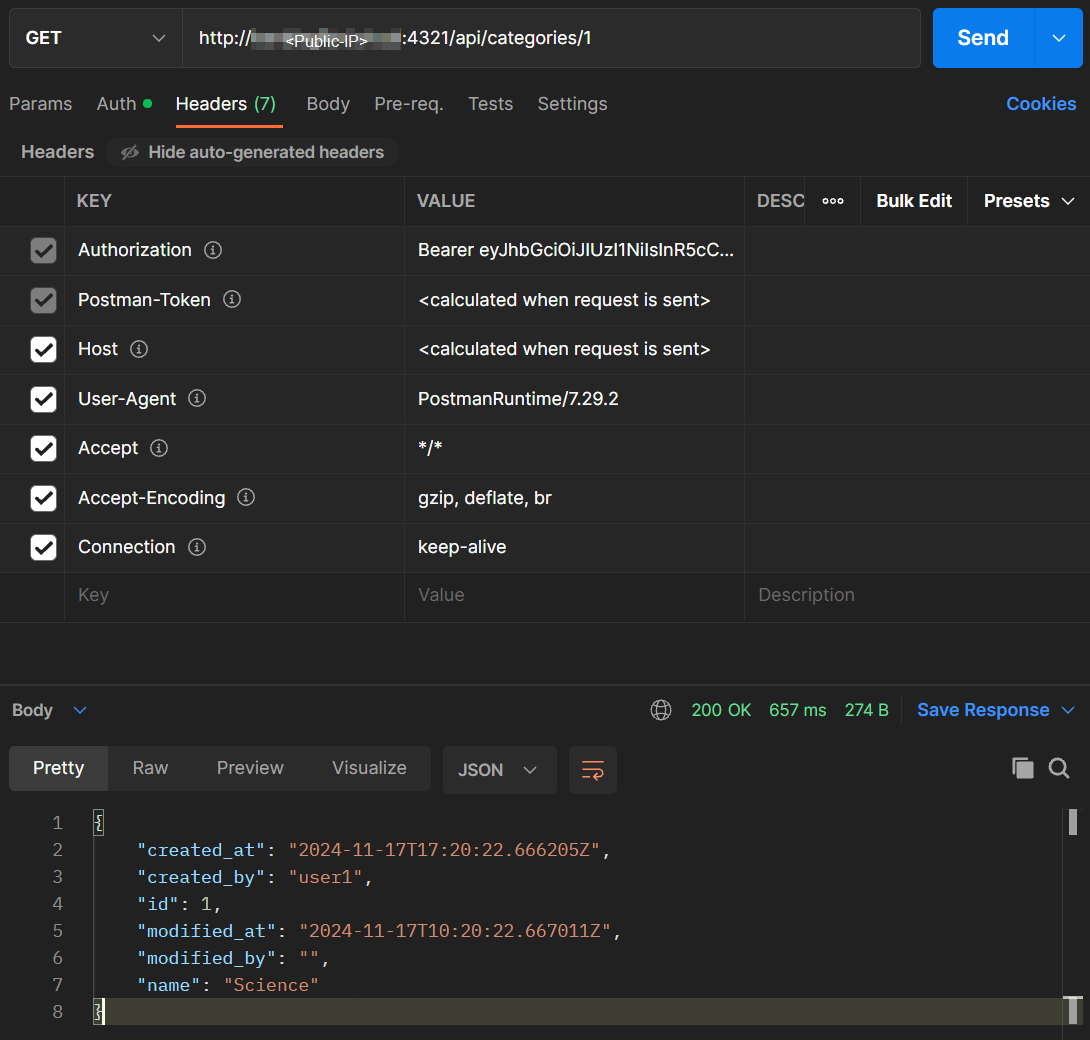 GET http://<Public-IP>:4321/api/categories/1 Send
Params Auth Headers (7) Body Pre-req. Tests Settings Cookies
Headers Hide auto-generated headers
KEY VALUE DESC Bulk Edit Presets
Authorization Bearer eyJhbGciOiJIUzI1NiIsInR5cC...
Postman-Token <calculated when request is sent>
Host <calculated when request is sent>
User-Agent PostmanRuntime/7.29.2
Accept */*
Accept-Encoding gzip, deflate, br
Connection keep-alive
Key Value Description
Body 200 OK 657 ms 274 B Save Response
Pretty Raw Preview Visualize JSON
1 {
2 "created_at": "2024-11-17T17:20:22.666205Z",
3 "created_by": "user1",
4 "id": 1,
5 "modified_at": "2024-11-17T10:20:22.667011Z",
6 "modified_by": "",
7 "name": "Science"
8 }